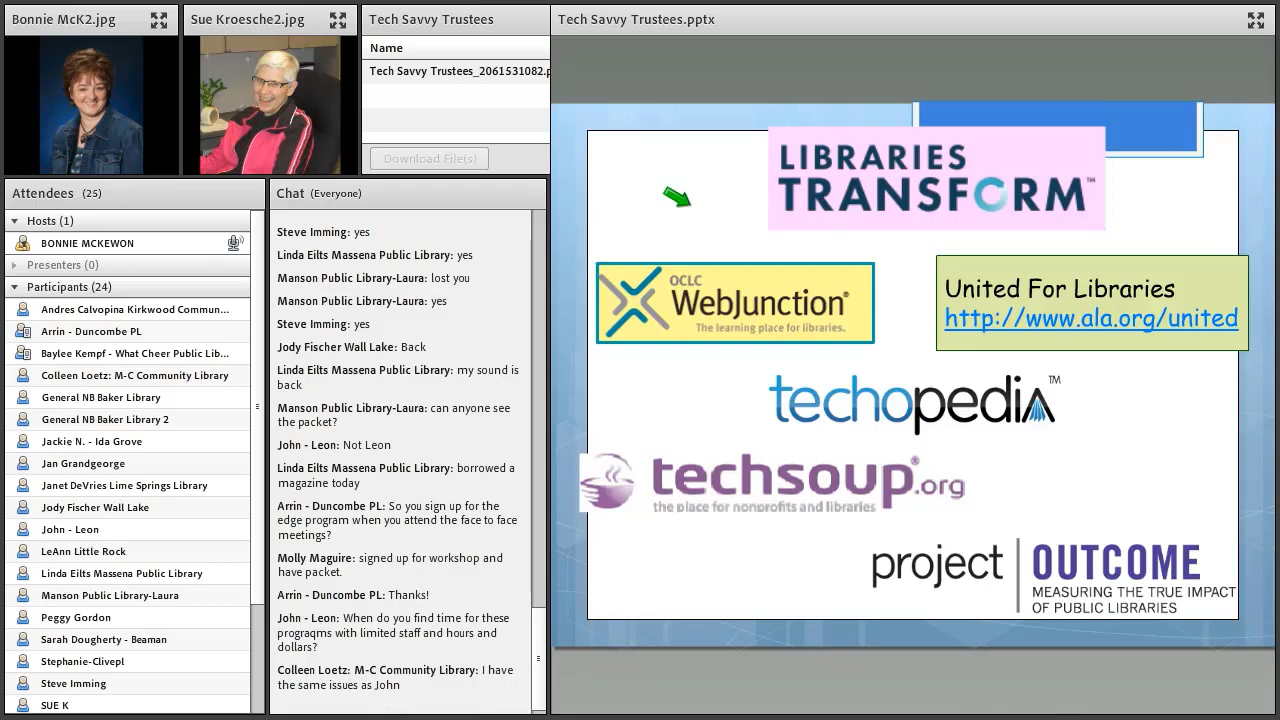 Bonnie McK2.jpg
Sue Kroesche2.jpg
Tech Savvy Trustees
Name
Tech Savvy Trustees_2061531082.p
Download File(s)
Attendees (25)
Hosts (1)
BONNIE MCKEWON
Presenters (0)
Participants (24)
Andres Calvopina Kirkwood Commun...
Arrin - Duncombe PL
Baylee Kempf - What Cheer Public Lib...
Colleen Loetz: M-C Community Library
General NB Baker Library
General NB Baker Library 2
Jackie N. - Ida Grove
Jan Grandgeorge
Janet DeVries Lime Springs Library
Jody Fischer Wall Lake
John - Leon
LeAnn Little Rock
Linda Eilts Massena Public Library
Manson Public Library-Laura
Peggy Gordon
Sarah Dougherty - Beaman
Stephanie-Clivepl
Steve Imming
SUE K
Chat (Everyone)
Steve Imming: yes
Linda Eilts Massena Public Library: yes
Manson Public Library-Laura: lost you
Manson Public Library-Laura: yes
Steve Imming: yes
Jody Fischer Wall Lake: Back
Linda Eilts Massena Public Library: my sound is
back
Manson Public Library-Laura: can anyone see
the packet?
John - Leon: Not Leon
Linda Eilts Massena Public Library: borrowed a
magazine today
Arrin - Duncombe PL: So you sign up for the
edge program when you attend the face to face
meetings?
Molly Maguire: signed up for workshop and
have packet.
Arrin - Duncombe PL: Thanks!
John - Leon: When do you find time for these
prograqms with limited staff and hours and
dollars?
Colleen Loetz: M-C Community Library: I have
the same issues as John
Tech Savvy Trustees.pptx
LIBRARIES
TRANSFORM™
OCLC
WebJunction®
The learning place for libraries.
United For Libraries
http://www.ala.org/united
techopedia™
techsoup®.org
the place for nonprofits and libraries
project OUTCOME
MEASURING THE TRUE IMPACT
OF PUBLIC LIBRARIES